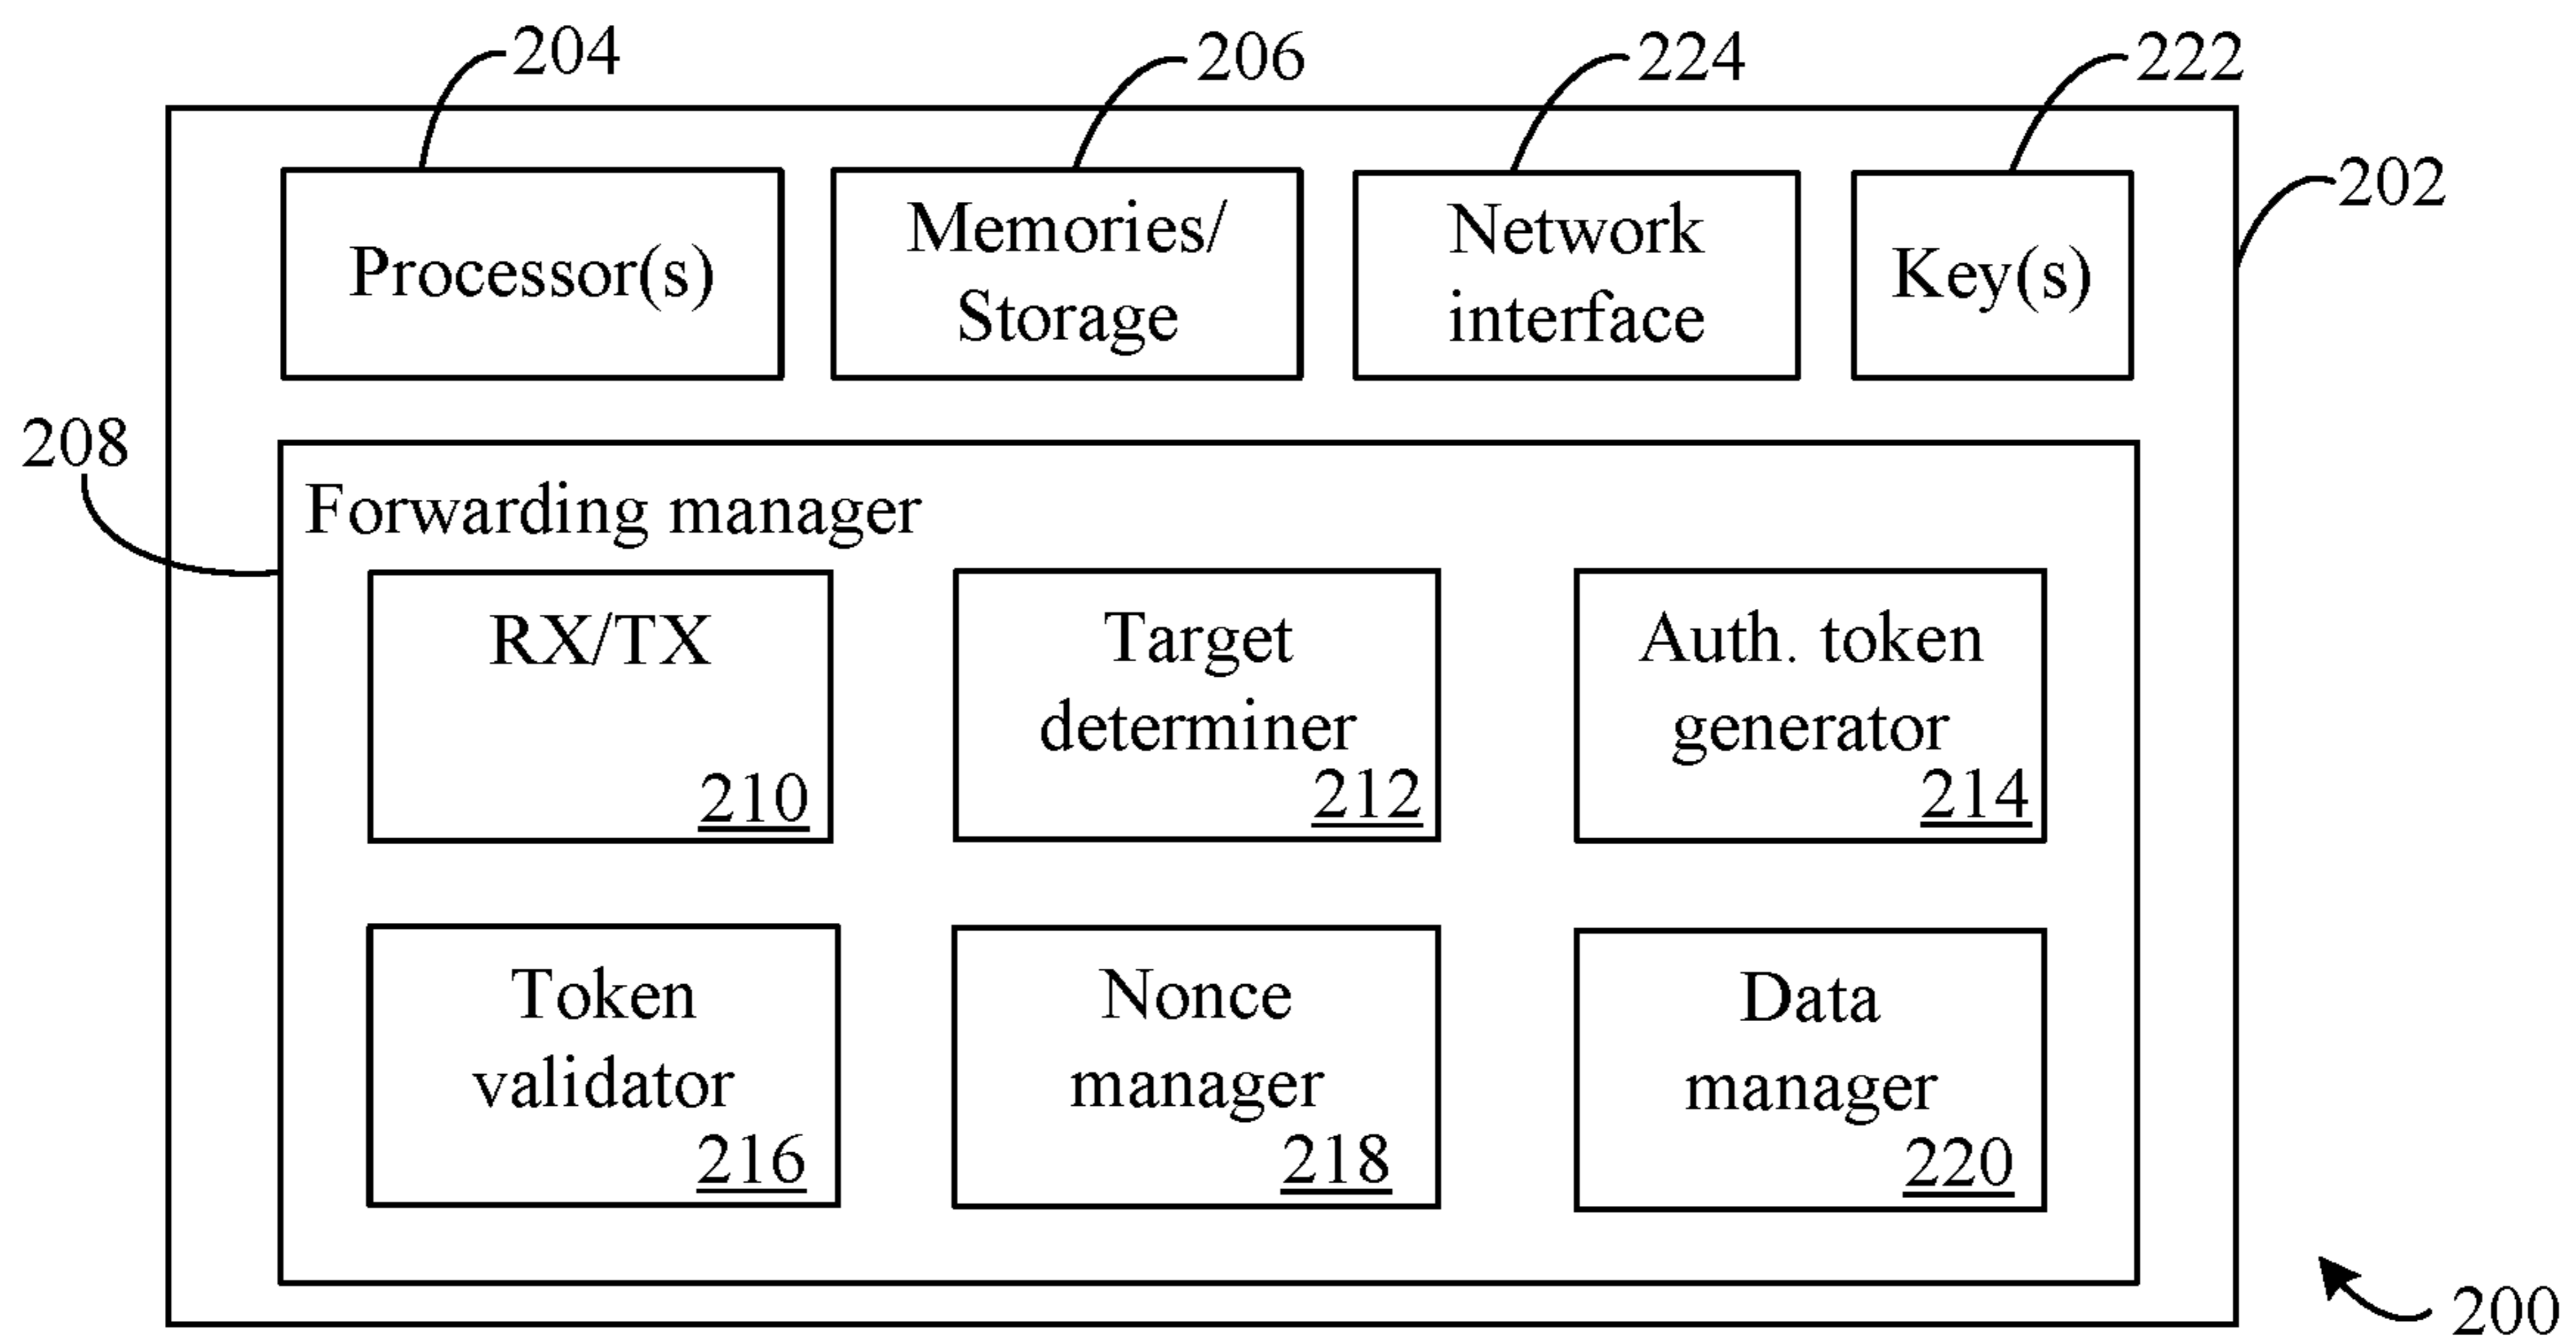 204
206
224
222
202
Processor(s)
Memories/
Storage
Network
interface
Key(s)
208
Forwarding manager
RX/TX
210
Target
determiner
212
Auth. token
generator
214
Token
validator
216
Nonce
manager
218
Data
manager
220
200